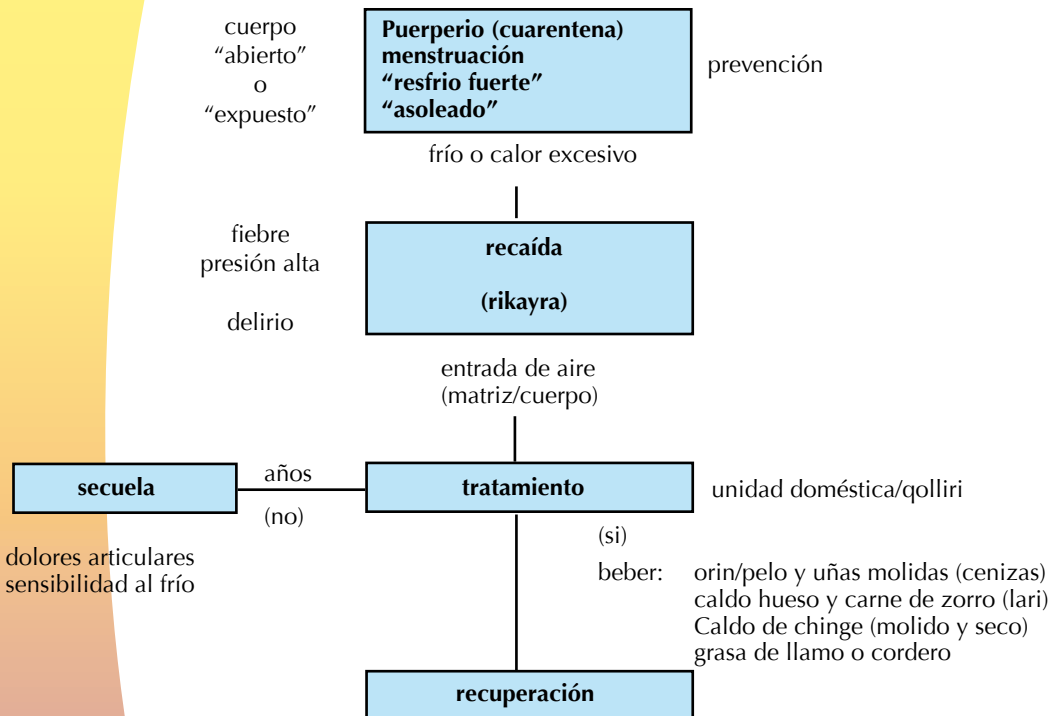 cuerpo
“abierto”
o
“expuesto”
Puerperio (cuarentena)
menstruación
“resfrio fuerte”
“asoleado”
prevención
frío o calor excesivo
fiebre
presión alta
delirio
recaída
(rikayra)
entrada de aire
(matriz/cuerpo)
secuela
años
(no)
tratamiento
unidad doméstica/qolliri
dolores articulares
sensibilidad al frío
(si)
beber: orin/pelo y uñas molidas (cenizas)
caldo hueso y carne de zorro (lari)
Caldo de chinge (molido y seco)
grasa de llamo o cordero
recuperación